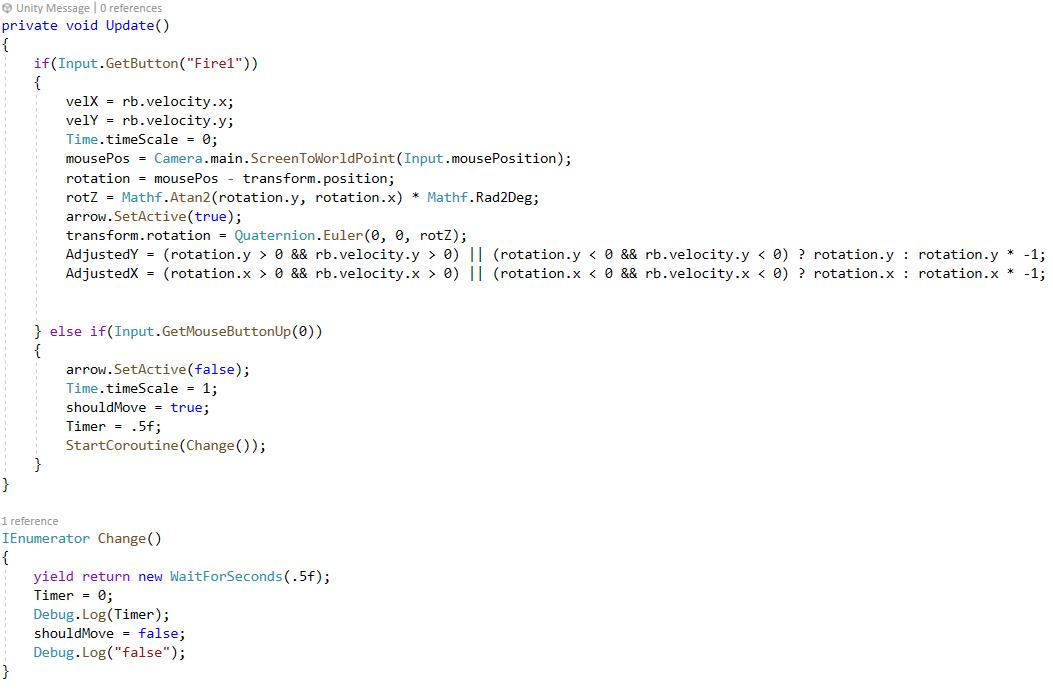 Unity Message | 0 references
private void Update()
{
    if(Input.GetButton("Fire1"))
    {
        velX = rb.velocity.x;
        velY = rb.velocity.y;
        Time.timeScale = 0;
        mousePos = Camera.main.ScreenToWorldPoint(Input.mousePosition);
        rotation = mousePos - transform.position;
        rotZ = Mathf.Atan2(rotation.y, rotation.x) * Mathf.Rad2Deg;
        arrow.SetActive(true);
        transform.rotation = Quaternion.Euler(0, 0, rotZ);
        AdjustedY = (rotation.y > 0 && rb.velocity.y > 0) || (rotation.y < 0 && rb.velocity.y < 0) ? rotation.y : rotation.y * -1;
        AdjustedX = (rotation.x > 0 && rb.velocity.x > 0) || (rotation.x < 0 && rb.velocity.x < 0) ? rotation.x : rotation.x * -1;
    } else if(Input.GetMouseButtonUp(0))
    {
        arrow.SetActive(false);
        Time.timeScale = 1;
        shouldMove = true;
        Timer = .5f;
        StartCoroutine(Change());
    }
}
1 reference
IEnumerator Change()
{
    yield return new WaitForSeconds(.5f);
    Timer = 0;
    Debug.Log(Timer);
    shouldMove = false;
    Debug.Log("false");
}